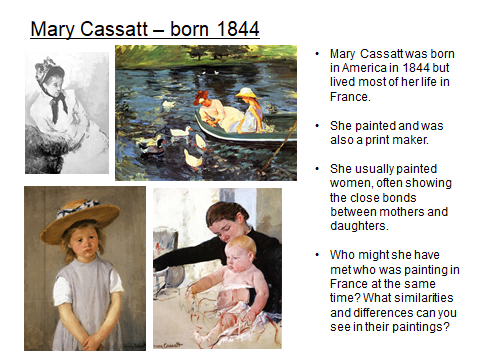 Mary Cassatt – born 1844
• Mary Cassatt was born
in America in 1844 but
lived most of her life in
France.
• She painted and was
also a print maker.
• She usually painted
women, often showing
the close bonds
between mothers and
daughters.
• Who might she have
met who was painting in
France at the same
time? What similarities
and differences can you
see in their paintings?